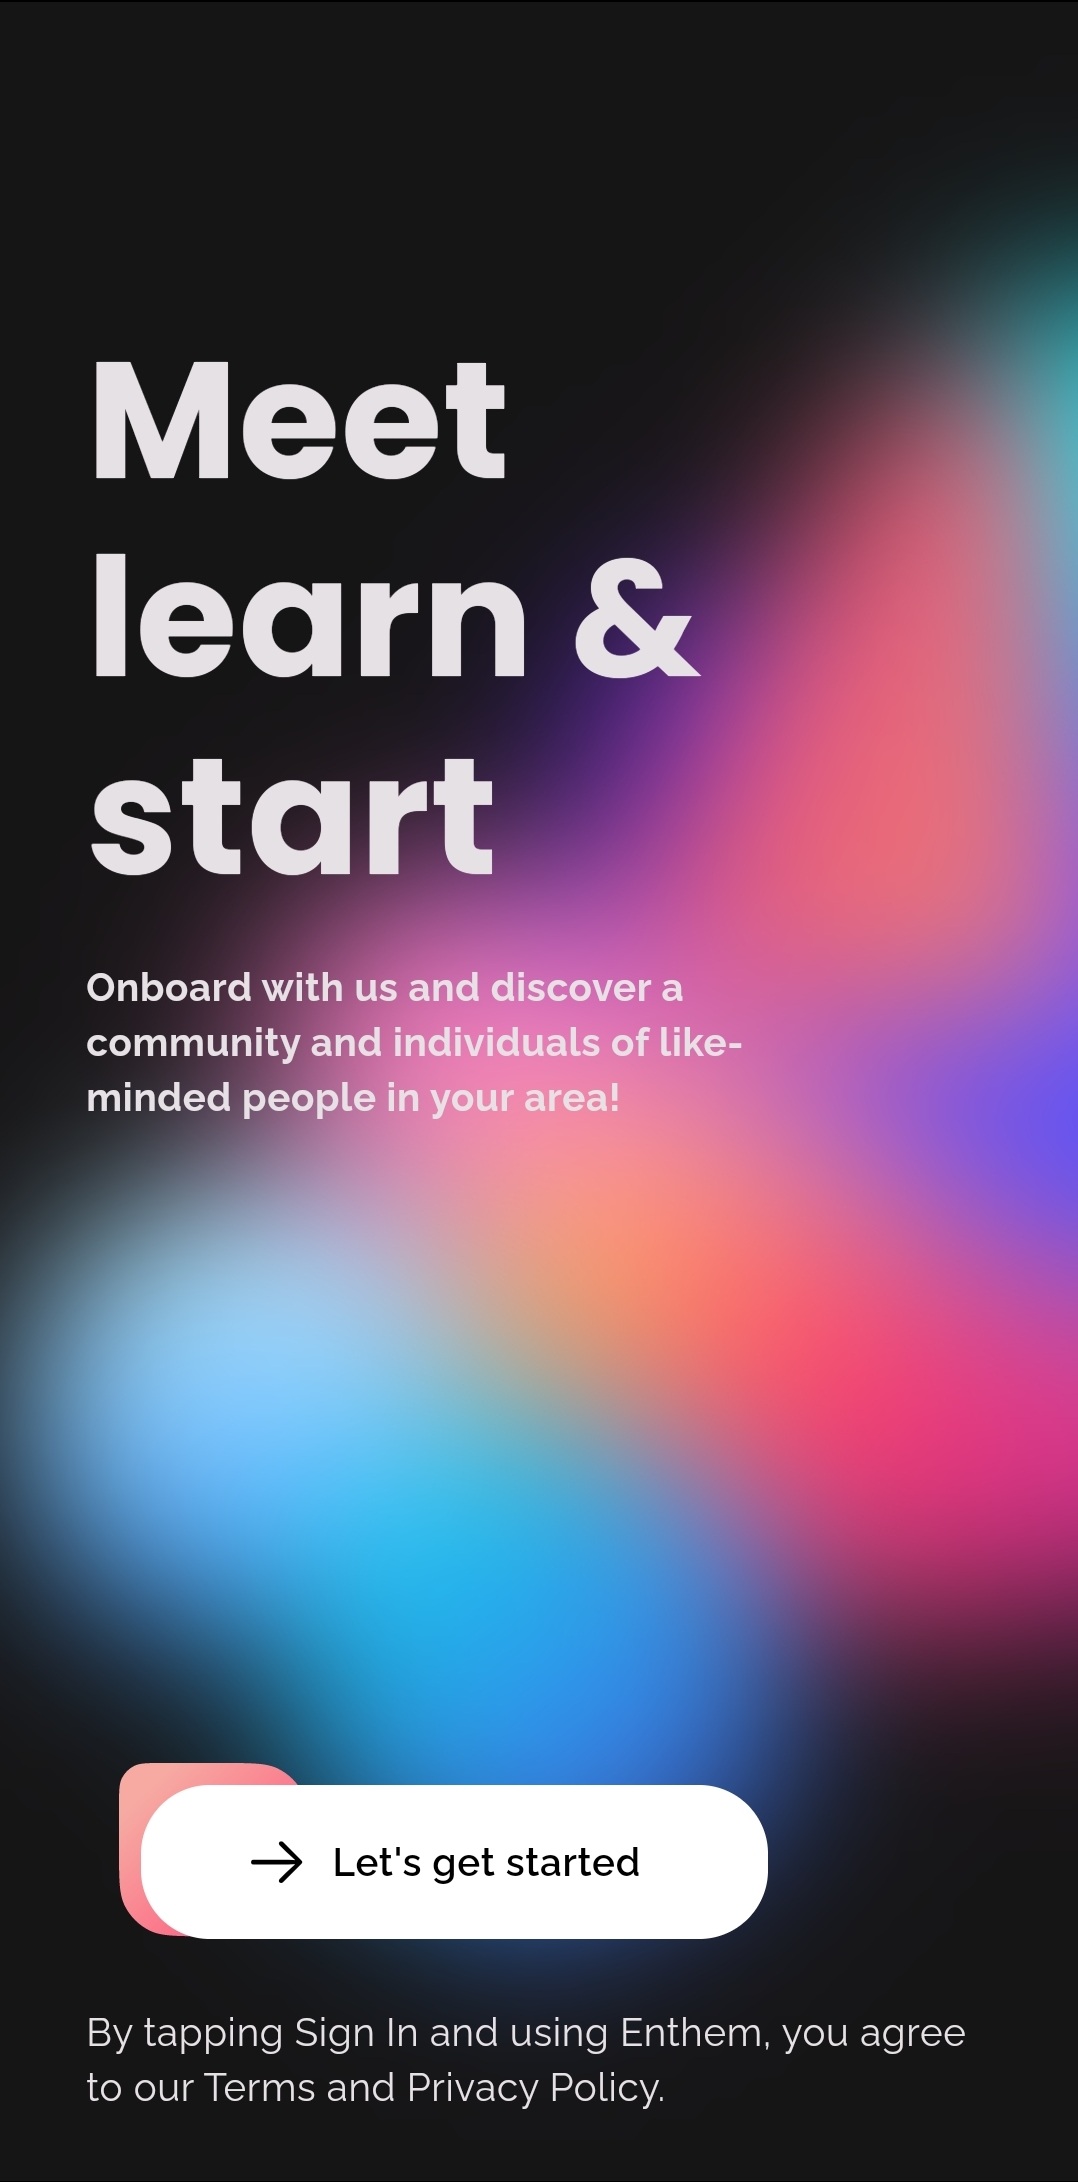 Meet
learn &
start
Onboard with us and discover a
community and individuals of like-
minded people in your area!
Let's get started
By tapping Sign In and using Enthem, you agree
to our Terms and Privacy Policy.